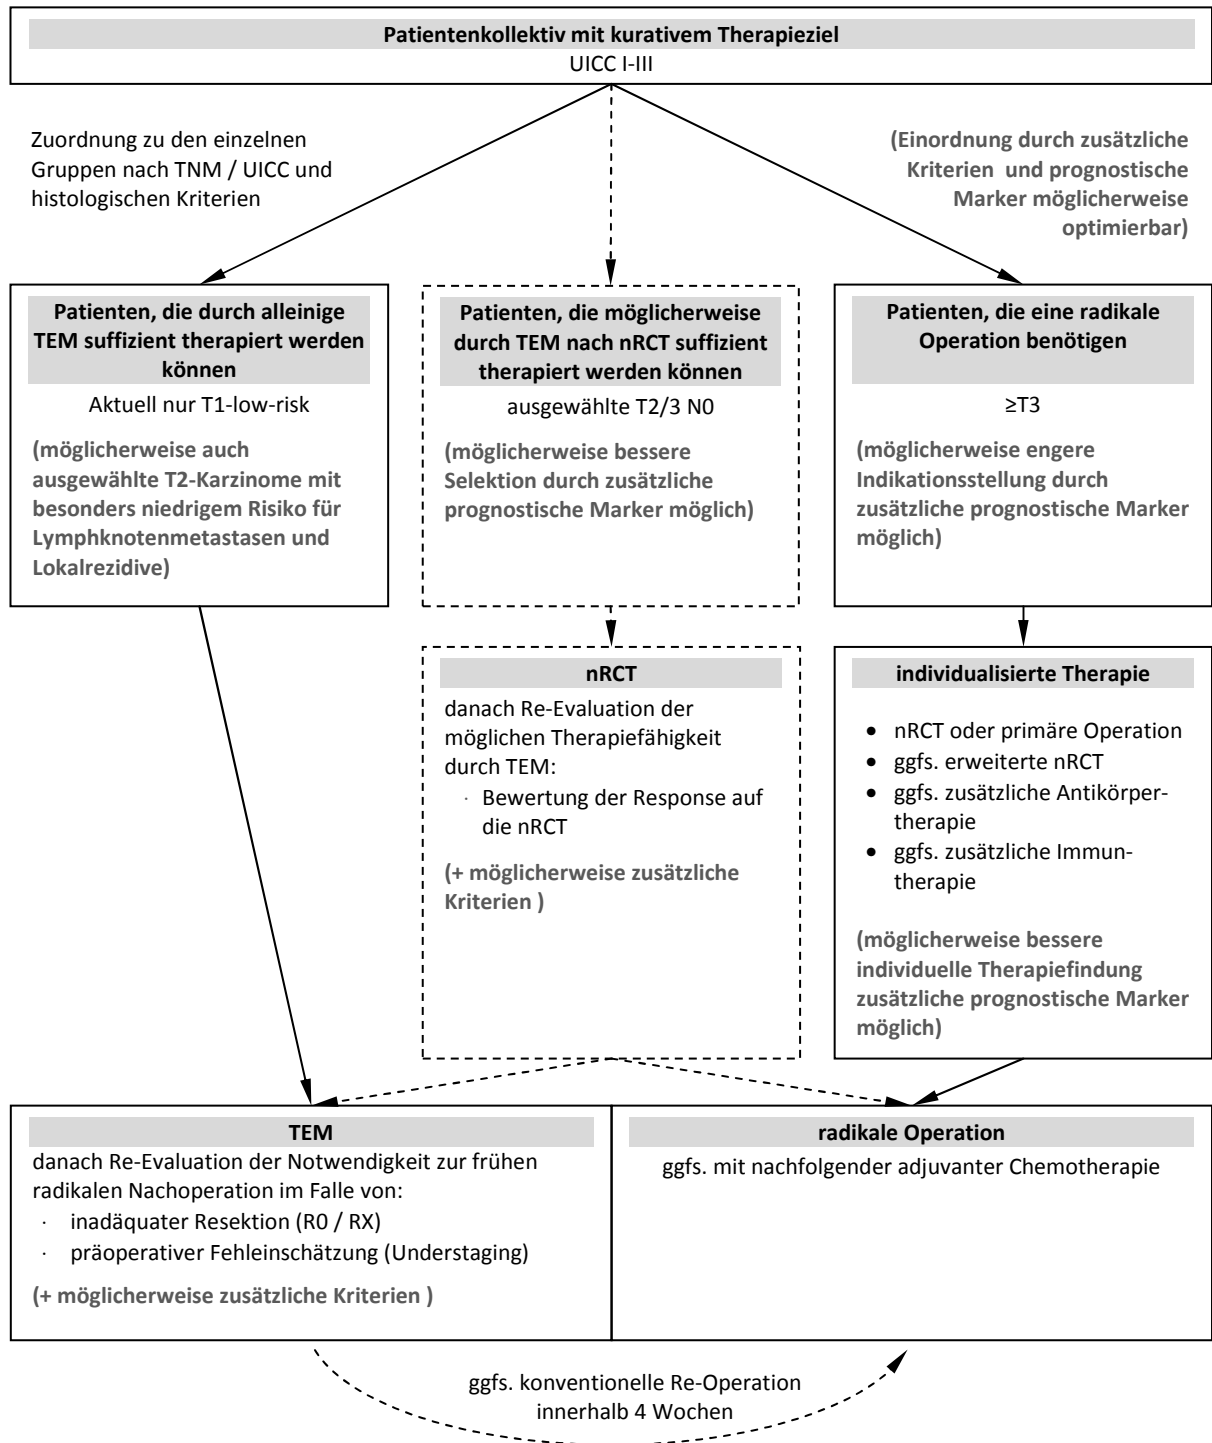 Patientenkollektiv mit kurativem Therapieziel
UICC I-III
Zuordnung zu den einzelnen
Gruppen nach TNM / UICC und
histologischen Kriterien
(Einordnung durch zusätzliche
Kriterien und prognostische
Marker möglicherweise
optimierbar)
Patienten, die durch alleinige
TEM suffizient therapiert werden
können
Aktuell nur T1-low-risk
(möglicherweise auch
ausgewählte T2-Karzinome mit
besonders niedrigem Risiko für
Lymphknotenmetastasen und
Lokalrezidive)
Patienten, die möglicherweise
durch TEM nach nRCT suffizient
therapiert werden können
ausgewählte T2/3 N0
(möglicherweise bessere
Selektion durch zusätzliche
prognostische Marker möglich)
Patienten, die eine radikale
Operation benötigen
≥T3
(möglicherweise engere
Indikationsstellung durch
zusätzliche prognostische Marker
möglich)
nRCT
danach Re-Evaluation der
möglichen Therapiefähigkeit
durch TEM:
· Bewertung der Response auf
die nRCT
(+ möglicherweise zusätzliche
Kriterien )
individualisierte Therapie
• nRCT oder primäre Operation
• ggfs. erweiterte nRCT
• ggfs. zusätzliche Antikörper-
therapie
• ggfs. zusätzliche Immun-
therapie
(möglicherweise bessere
individuelle Therapiefindung
zusätzliche prognostische Marker
möglich)
TEM
danach Re-Evaluation der Notwendigkeit zur frühen
radikalen Nachoperation im Falle von:
· inadäquater Resektion (R0 / RX)
· präoperativer Fehleinschätzung (Understaging)
(+ möglicherweise zusätzliche Kriterien )
radikale Operation
ggfs. mit nachfolgender adjuvanter Chemotherapie
ggfs. konventionelle Re-Operation
innerhalb 4 Wochen